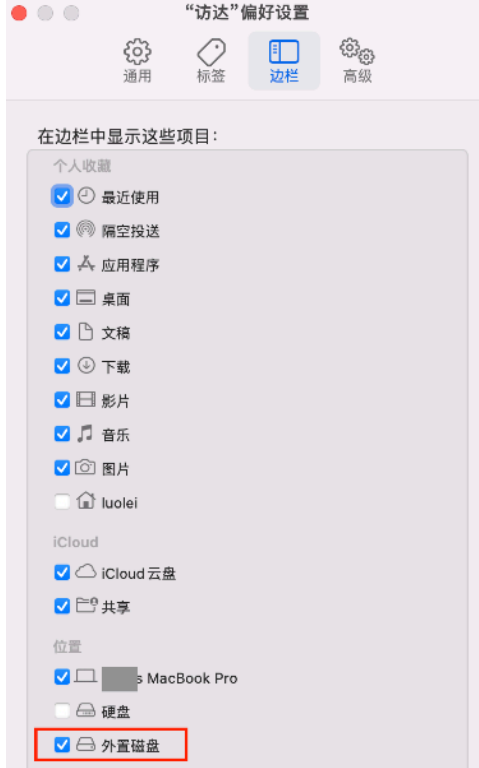 “访达”偏好设置
通用 标签 边栏 高级
在边栏中显示这些项目：
个人收藏
最近使用
隔空投送
应用程序
桌面
文稿
下载
影片
音乐
图片
luolei
iCloud
iCloud 云盘
共享
位置
s MacBook Pro
硬盘
外置磁盘